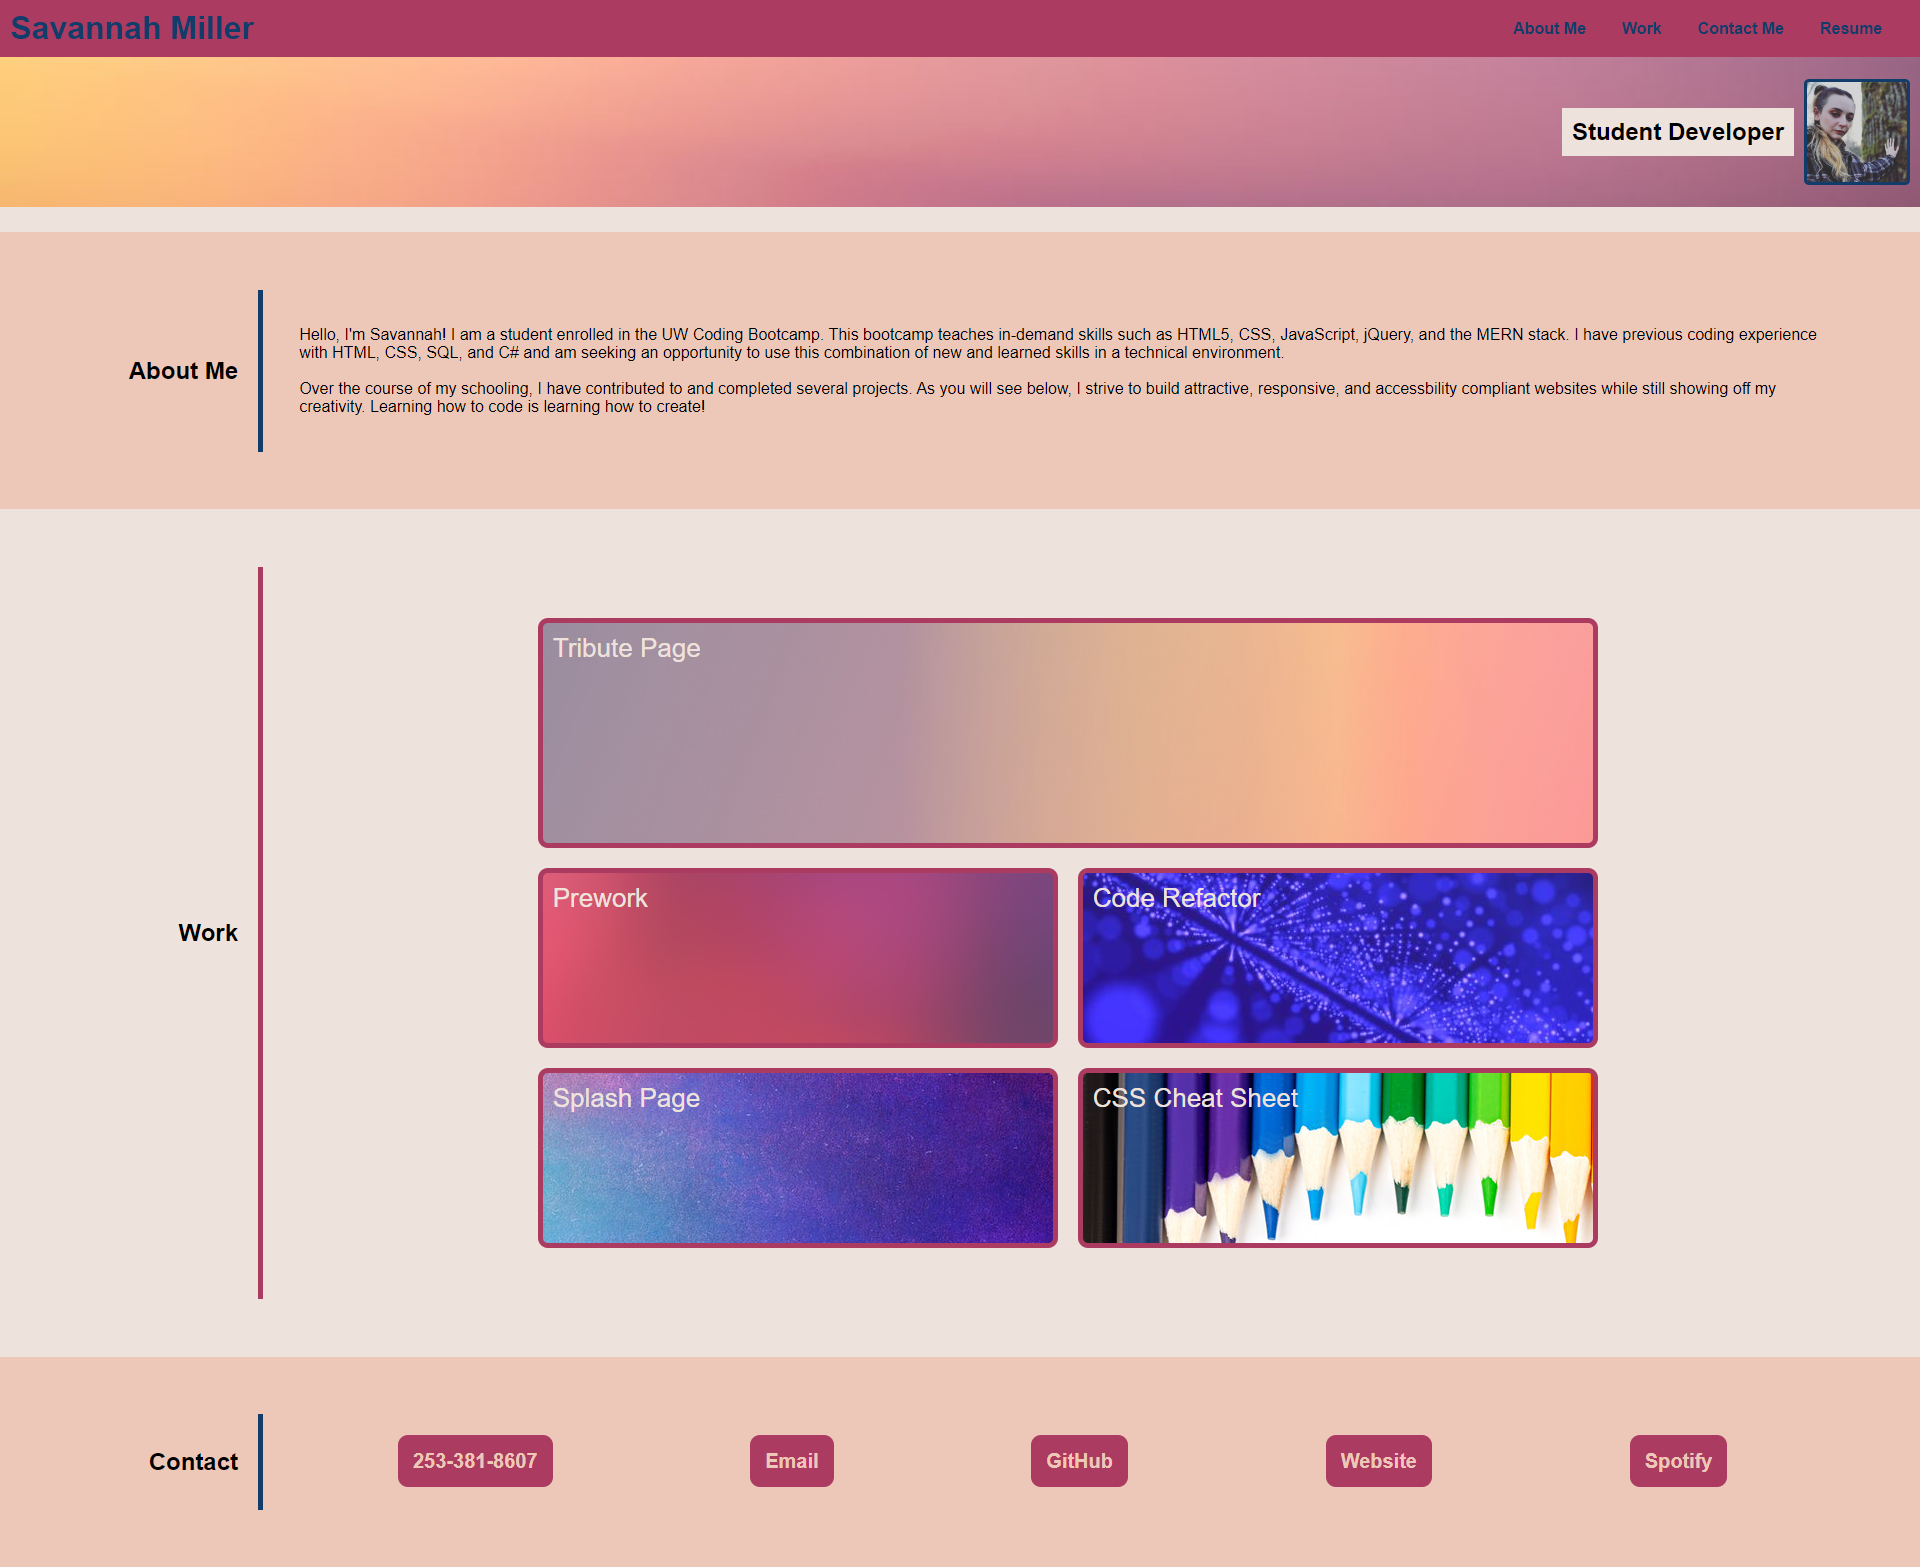 Savannah Miller
About Me
Work
Contact Me
Resume
Student Developer
About Me
Hello, I'm Savannah! I am a student enrolled in the UW Coding Bootcamp. This bootcamp teaches in-demand skills such as HTML5, CSS, JavaScript, jQuery, and the MERN stack. I have previous coding experience
with HTML, CSS, SQL, and C# and am seeking an opportunity to use this combination of new and learned skills in a technical environment.
Over the course of my schooling, I have contributed to and completed several projects. As you will see below, I strive to build attractive, responsive, and accessbility compliant websites while still showing off my
creativity. Learning how to code is learning how to create!
Work
Tribute Page
Prework
Code Refactor
Splash Page
CSS Cheat Sheet
Contact
253-381-8607
Email
GitHub
Website
Spotify